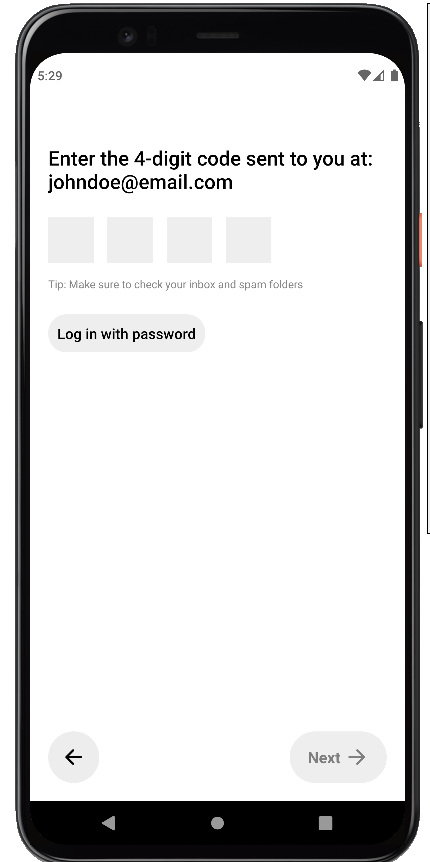 5:29
Enter the 4-digit code sent to you at:
johndoe@email.com
Tip: Make sure to check your inbox and spam folders
Log in with password
Next